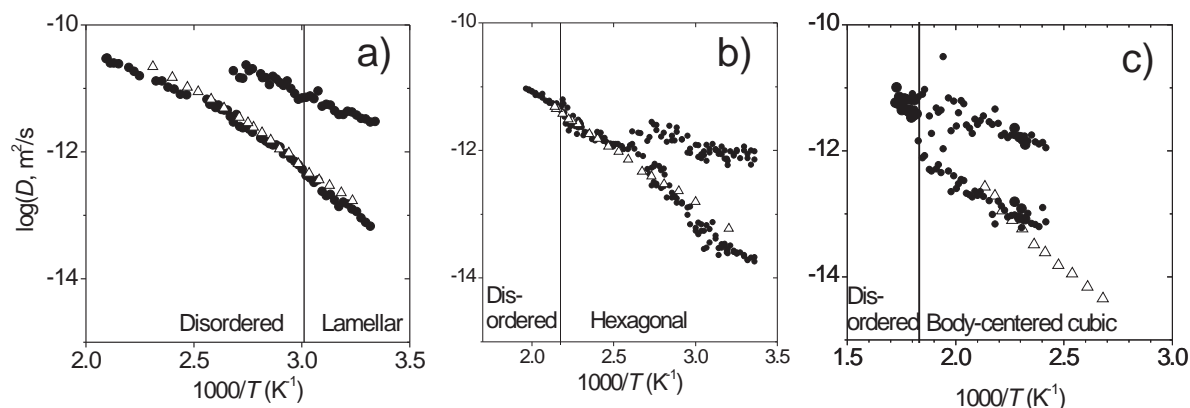 a)
-10
-12
-14
log(D, m²/s)
Disordered
Lamellar
2.0 2.5 3.0 3.5
1000/T (K⁻¹)
b)
-10
-12
-14
Dis-
ordered
Hexagonal
2.0 2.5 3.0 3.5
1000/T (K⁻¹)
c)
-10
-12
-14
Dis-
ordered
Body-centered cubic
1.5 2.0 2.5 3.0
1000/T (K⁻¹)